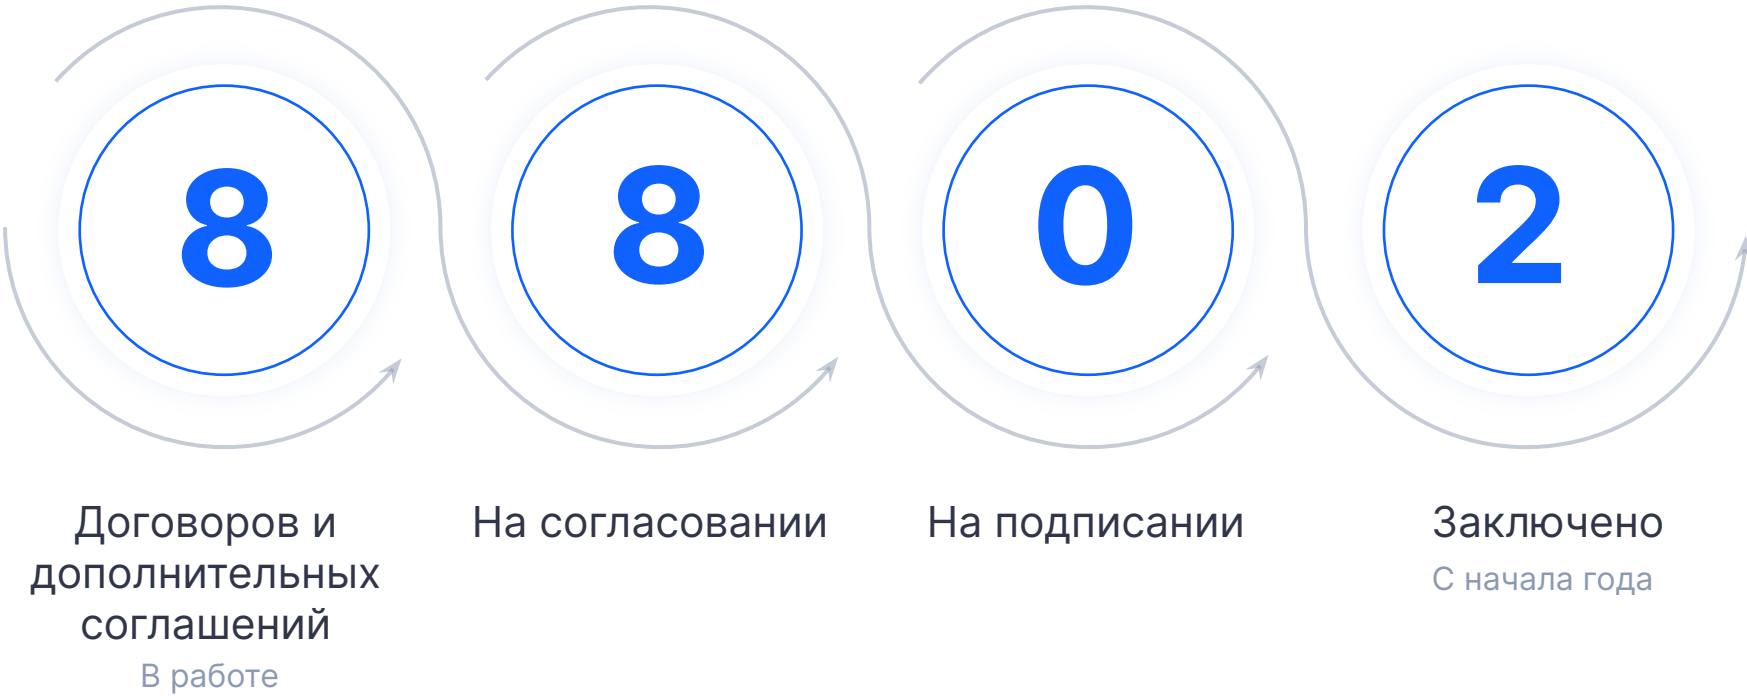 8
8
0
2
Договоров и
дополнительных
соглашений
В работе
На согласовании
На подписании
Заключено
С начала года